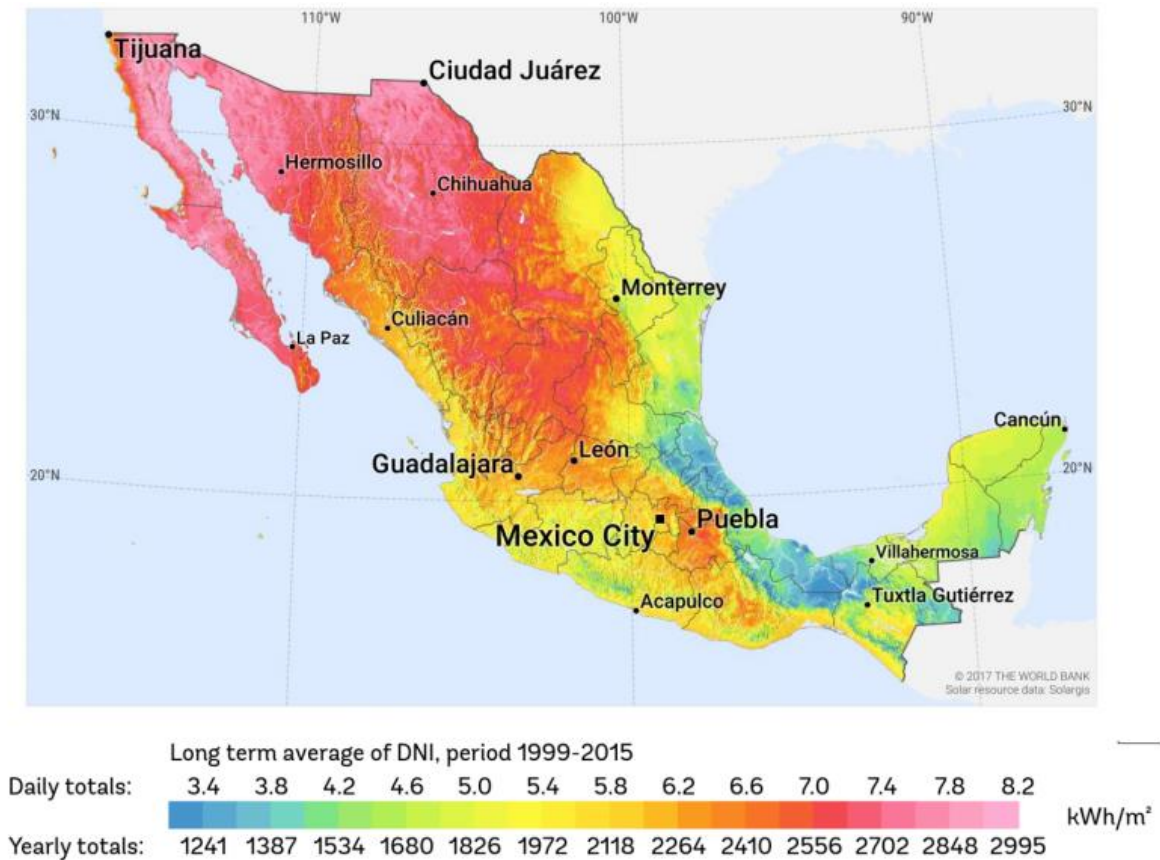 110°W 100°W 90°W
Tijuana
Ciudad Juárez
30°N 30°N
Hermosillo
Chihuahua
Monterrey
Culiacán
La Paz
Cancún
León
Guadalajara
20°N 20°N
Mexico City Puebla
Villahermosa
Acapulco Tuxtla Gutiérrez
© 2017 THE WORLD BANK
Solar resource data: Solargis
Long term average of DNI, period 1999-2015
Daily totals: 3.4 3.8 4.2 4.6 5.0 5.4 5.8 6.2 6.6 7.0 7.4 7.8 8.2
kWh/m²
Yearly totals: 1241 1387 1534 1680 1826 1972 2118 2264 2410 2556 2702 2848 2995